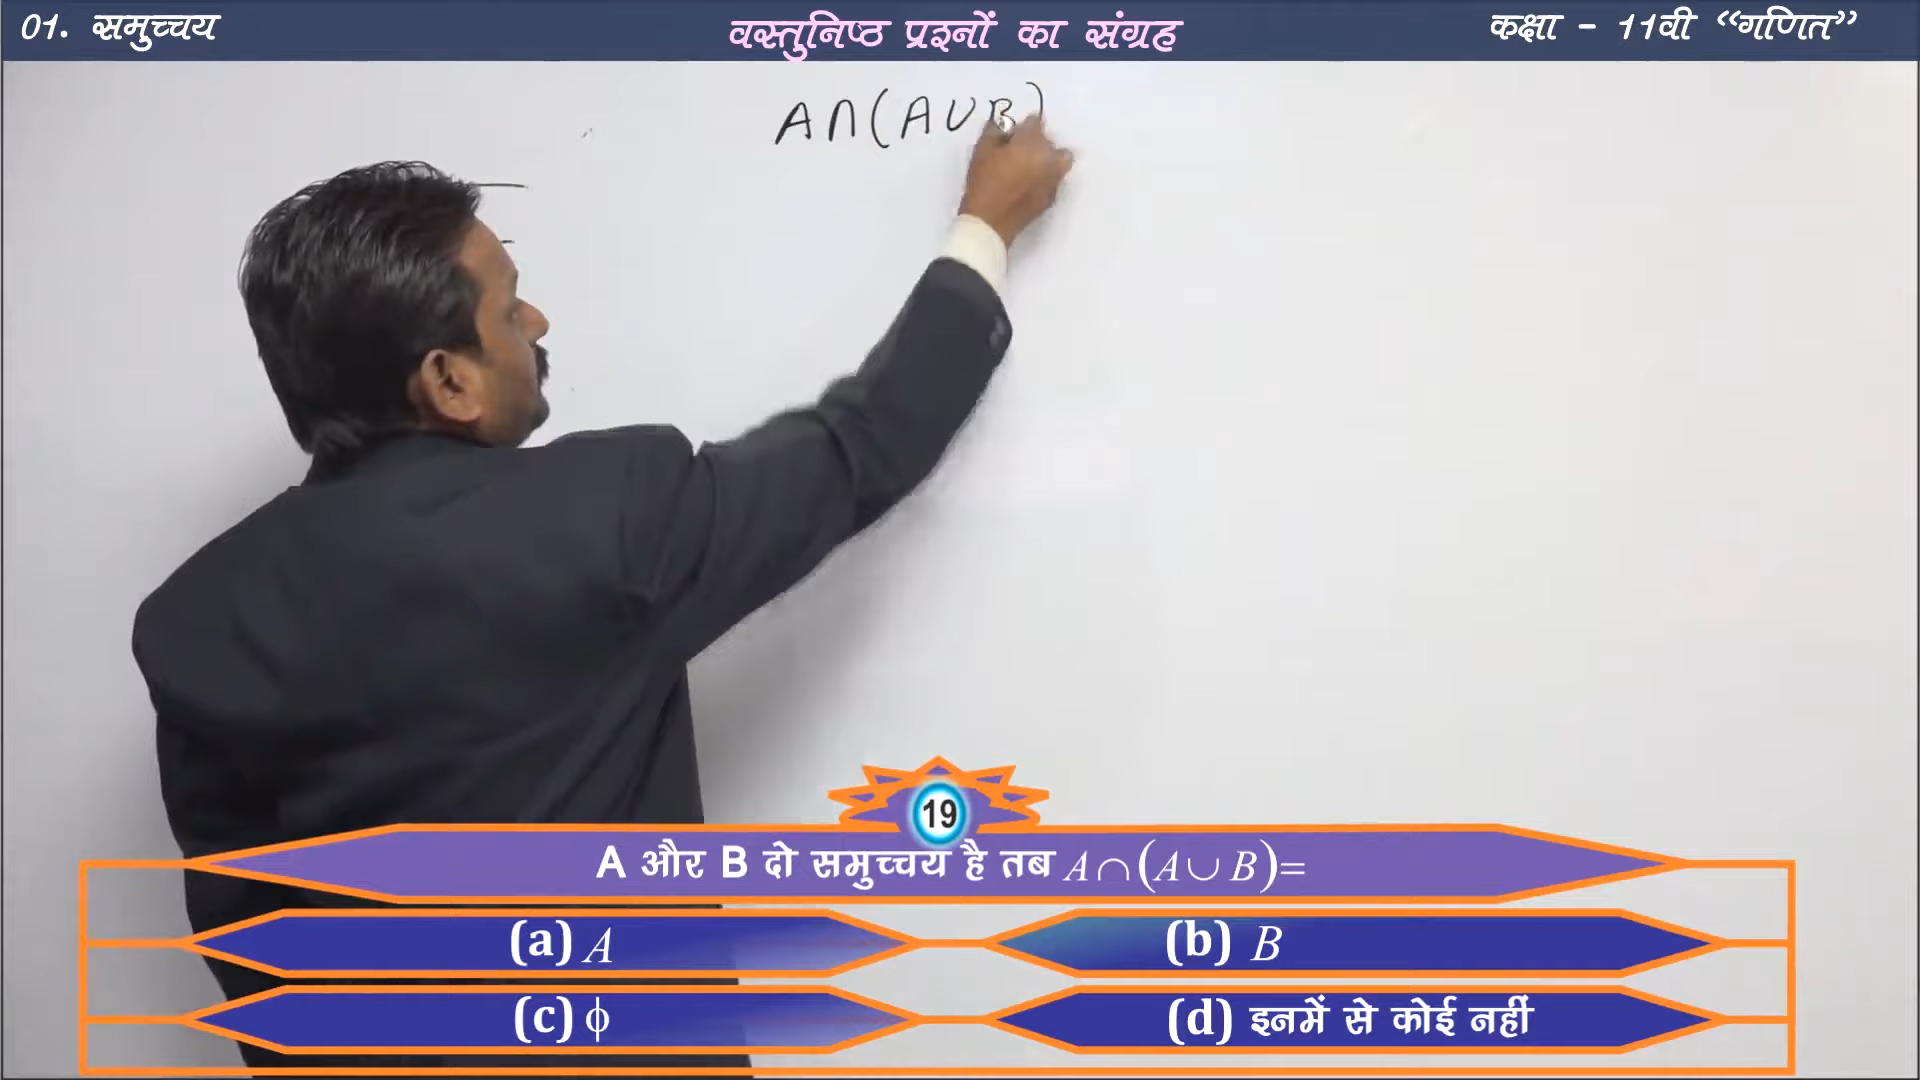 01. समुच्चय
वस्तुनिष्ठ प्रश्नों का संग्रह
कक्षा - 11वी “गणित”
A∩(A∪B)
19
A और B दो समुच्चय है तब A∩(A∪B)=
(a) A
(b) B
(c) ϕ
(d) इनमें से कोई नहीं